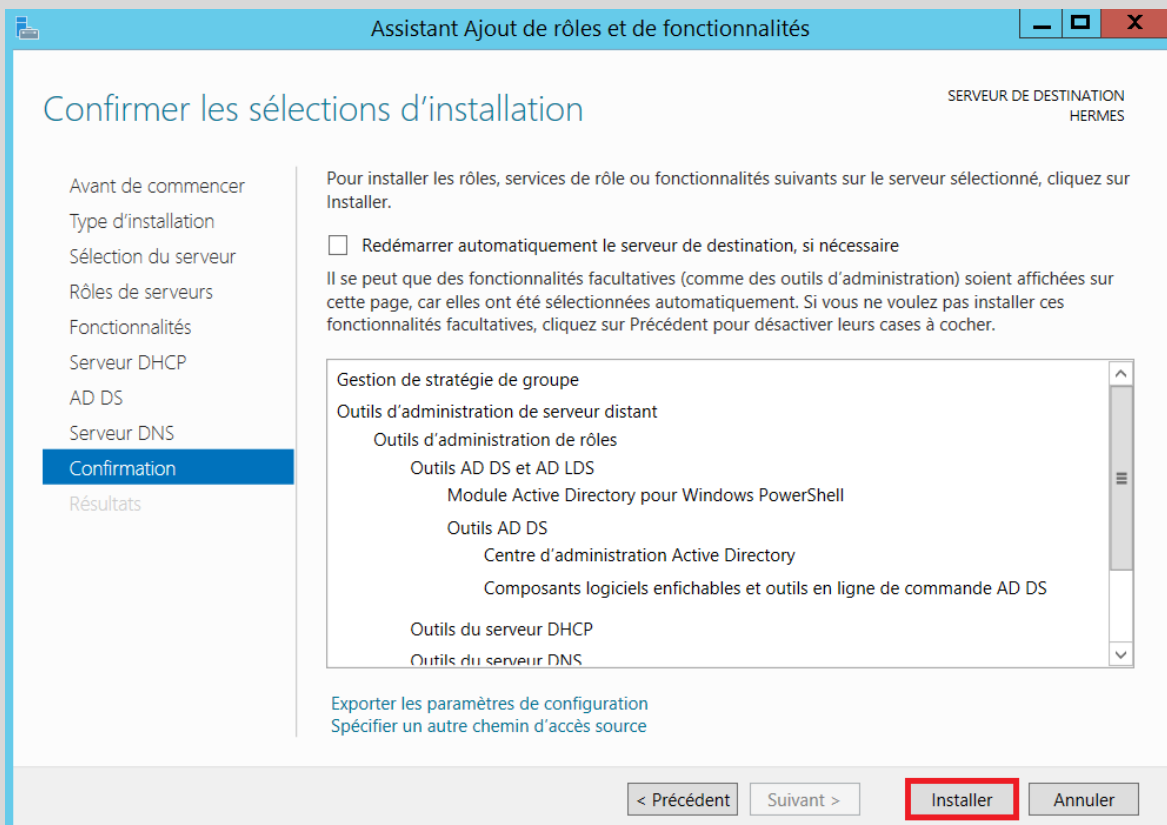 Assistant Ajout de rôles et de fonctionnalités
Confirmer les sélections d'installation
SERVEUR DE DESTINATION
HERMES
Avant de commencer
Type d'installation
Sélection du serveur
Rôles de serveurs
Fonctionnalités
Serveur DHCP
AD DS
Serveur DNS
Confirmation
Résultats
Pour installer les rôles, services de rôle ou fonctionnalités suivants sur le serveur sélectionné, cliquez sur
Installer.
Redémarrer automatiquement le serveur de destination, si nécessaire
Il se peut que des fonctionnalités facultatives (comme des outils d'administration) soient affichées sur
cette page, car elles ont été sélectionnées automatiquement. Si vous ne voulez pas installer ces
fonctionnalités facultatives, cliquez sur Précédent pour désactiver leurs cases à cocher.
Gestion de stratégie de groupe
Outils d'administration de serveur distant
Outils d'administration de rôles
Outils AD DS et AD LDS
Module Active Directory pour Windows PowerShell
Outils AD DS
Centre d'administration Active Directory
Composants logiciels enfichables et outils en ligne de commande AD DS
Outils du serveur DHCP
Outils du serveur DNS
Exporter les paramètres de configuration
Spécifier un autre chemin d'accès source
< Précédent
Suivant >
Installer
Annuler